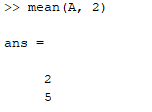 >> mean(A, 2)
ans =
2
5